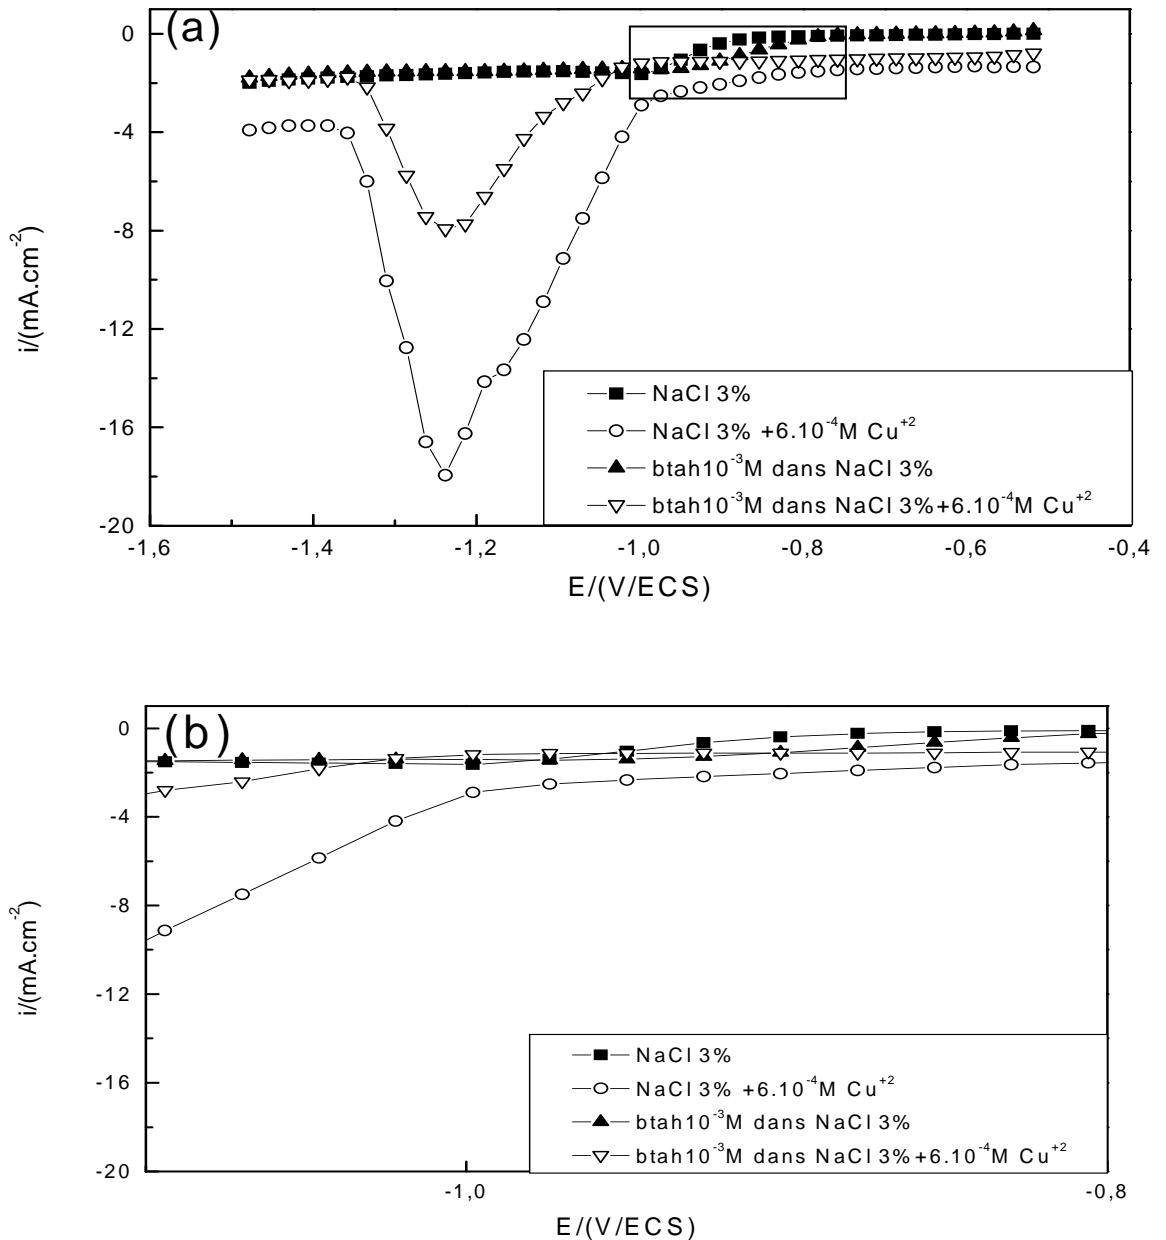 (a)
0
-4
-8
-12
-16
-20
i/(mA.cm⁻²)
NaCl 3%
NaCl 3% +6.10⁻⁴M Cu⁺²
btah10⁻³M dans NaCl 3%
btah10⁻³M dans NaCl 3%+6.10⁻⁴M Cu⁺²
-1,6 -1,4 -1,2 -1,0 -0,8 -0,6 -0,4
E/(V/ECS)
(b)
0
-4
-8
-12
-16
-20
i/(mA.cm⁻²)
NaCl 3%
NaCl 3% +6.10⁻⁴M Cu⁺²
btah10⁻³M dans NaCl 3%
btah10⁻³M dans NaCl 3%+6.10⁻⁴M Cu⁺²
-1,0 -0,8
E/(V/ECS)